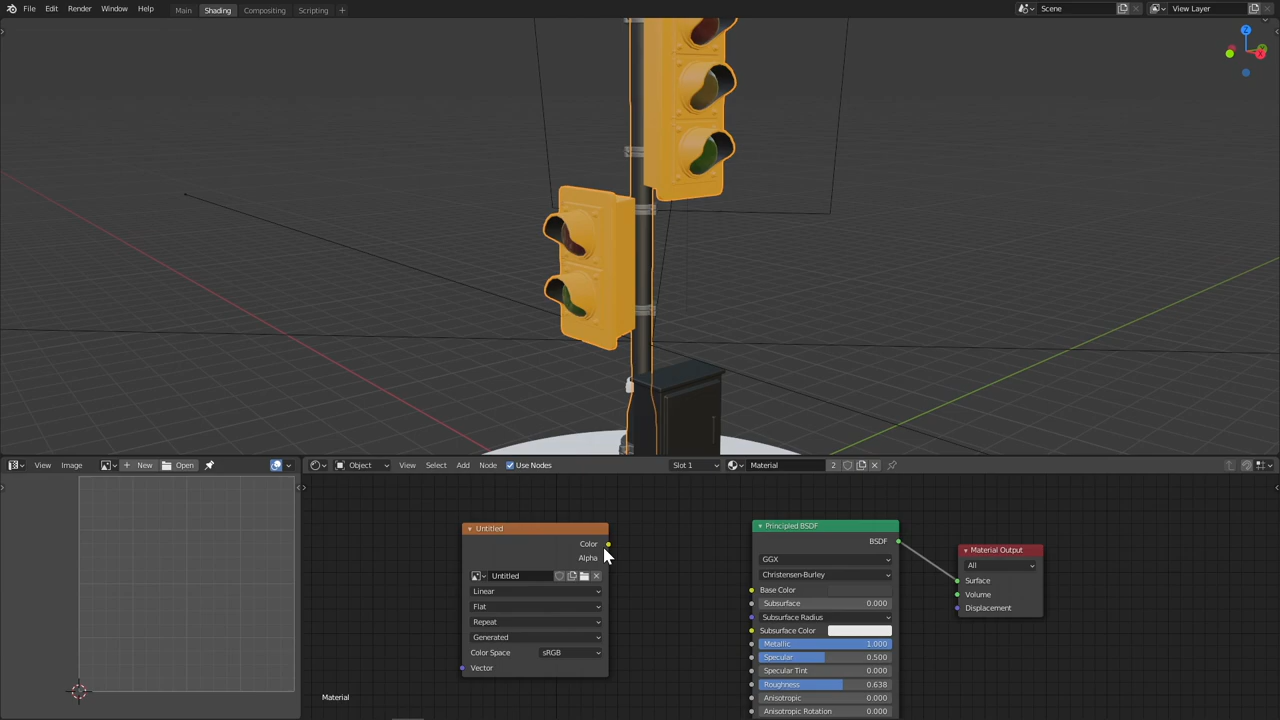 File Edit Render Window Help Main Shading Compositing Scripting + Scene View Layer
Z
Y
X
View Image New Open Object View Select Add Node Use Nodes Slot 1 Material 2
Untitled
Color
Alpha
Untitled
Linear
Flat
Repeat
Generated
Color Space sRGB
Vector
Principled BSDF
BSDF
GGX
Christensen-Burley
Base Color
Subsurface 0.000
Subsurface Radius
Subsurface Color
Metallic 1.000
Specular 0.500
Specular Tint 0.000
Roughness 0.638
Anisotropic 0.000
Anisotropic Rotation 0.000
Material Output
All
Surface
Volume
Displacement
Material